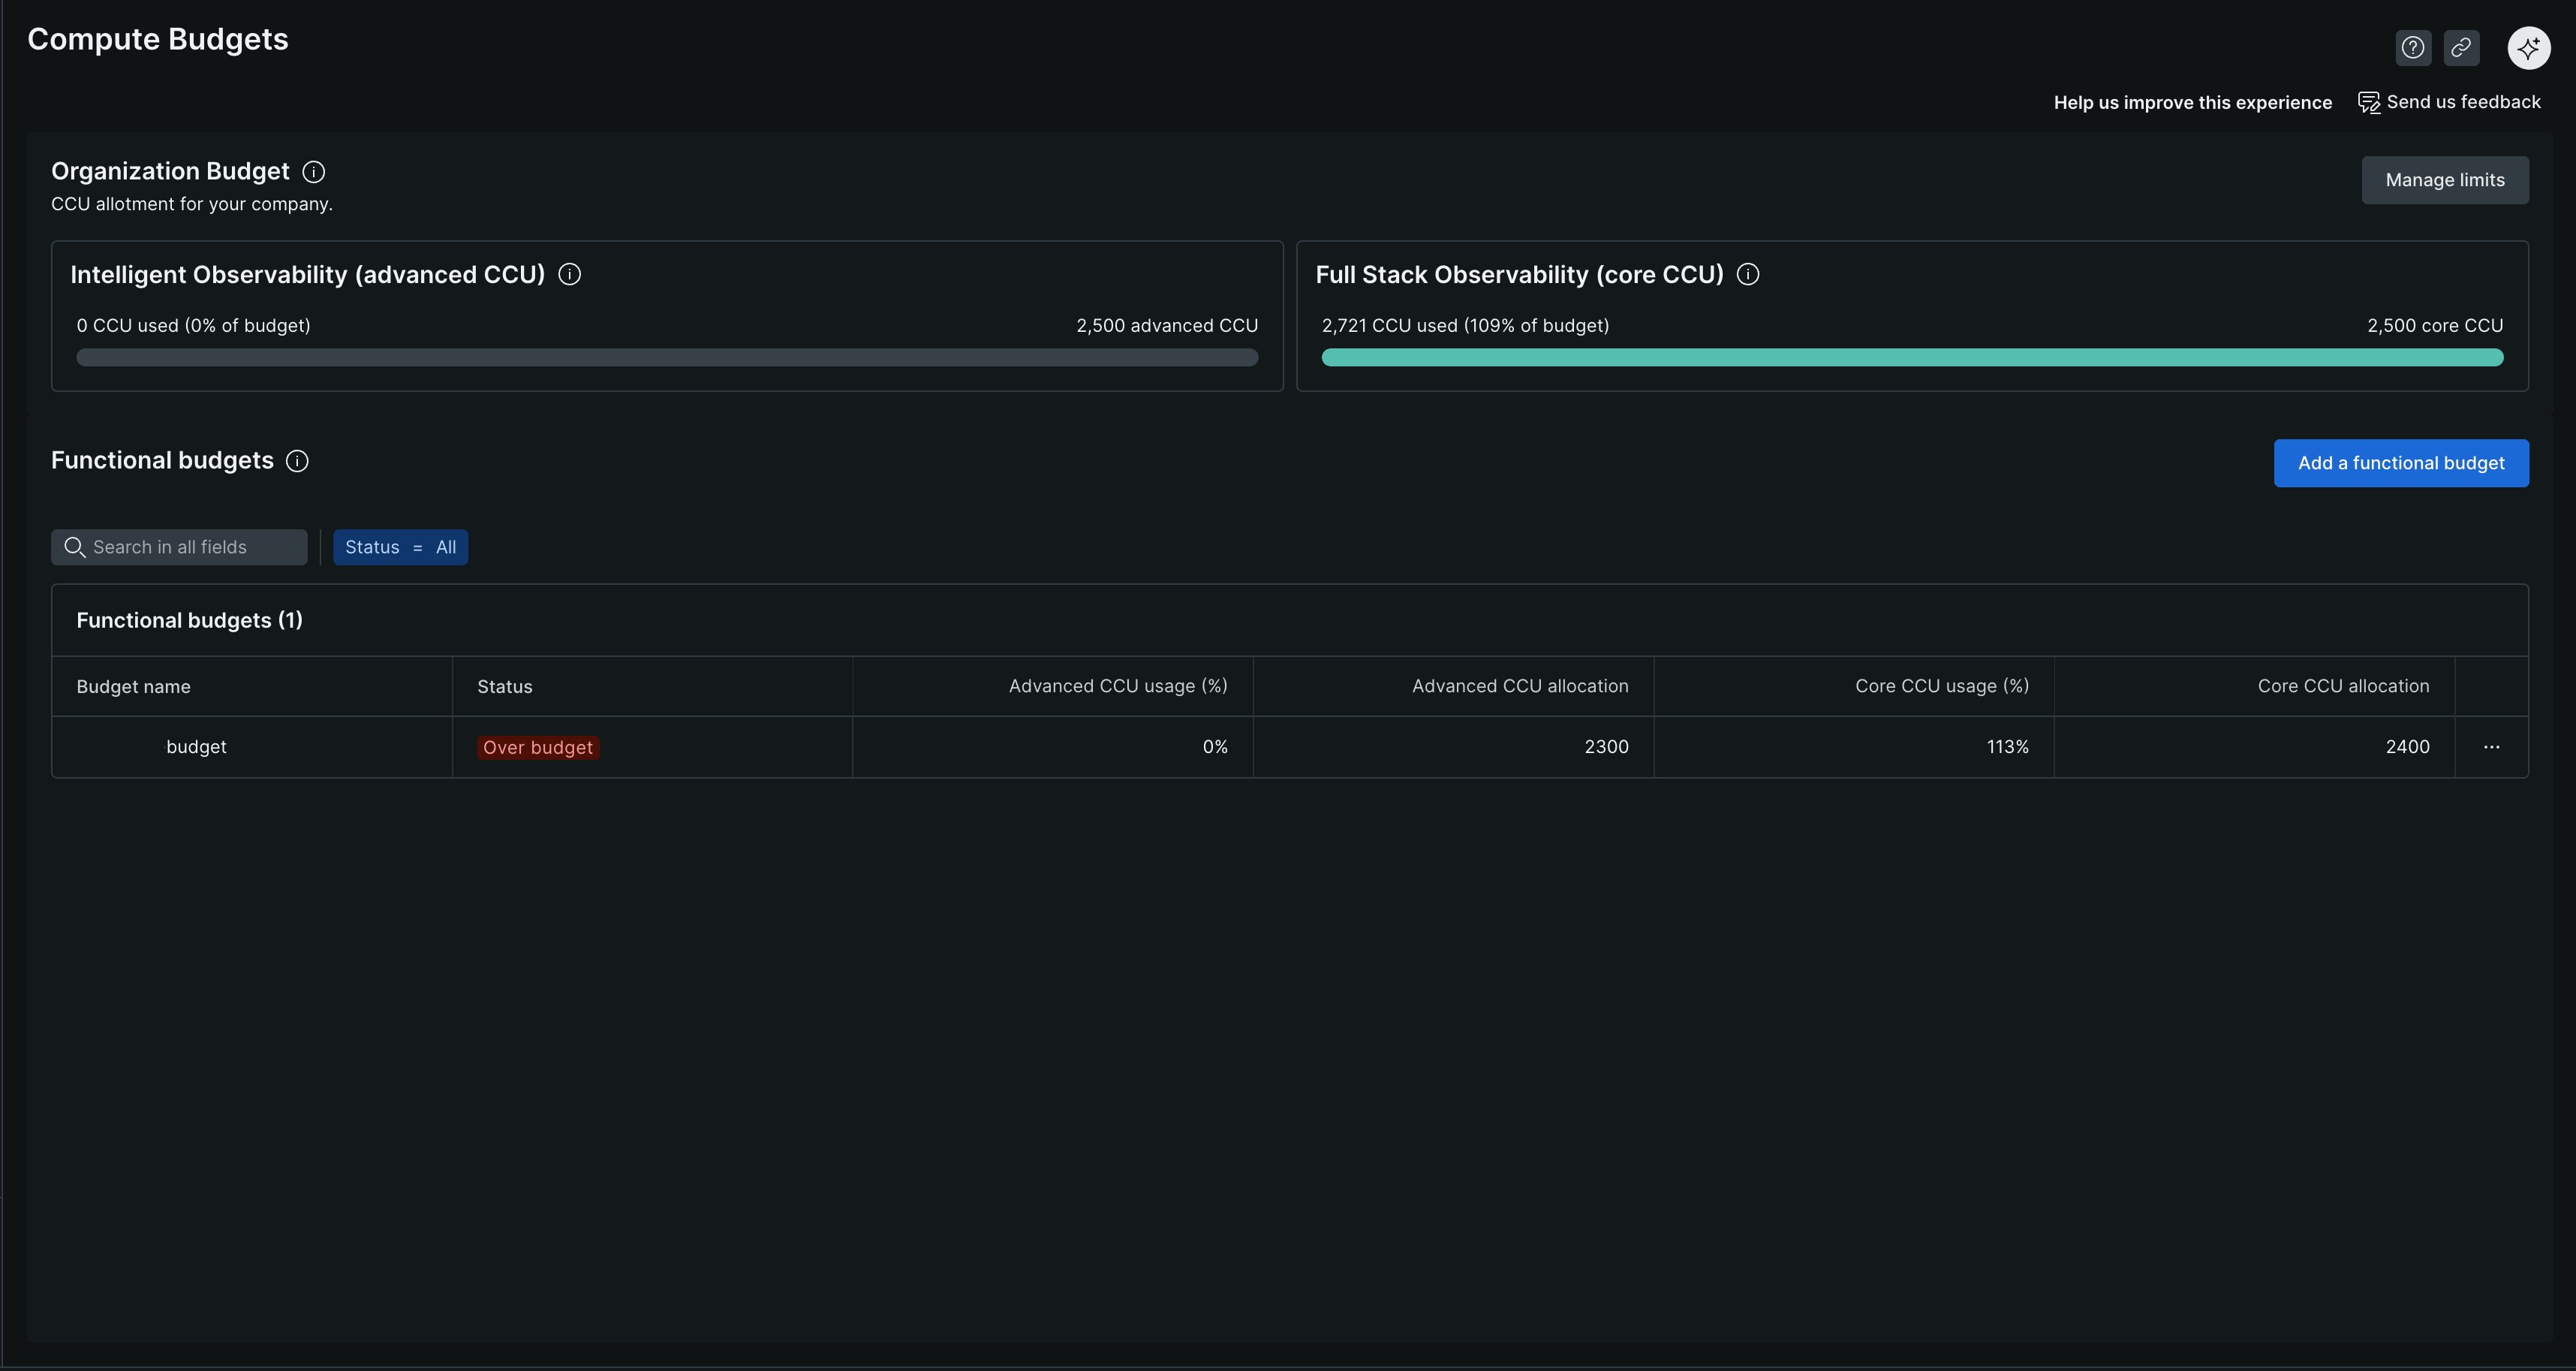 Compute Budgets
Help us improve this experience
Send us feedback
Organization Budget
CCU allotment for your company.
Manage limits
Intelligent Observability (advanced CCU)
0 CCU used (0% of budget)
2,500 advanced CCU
Full Stack Observability (core CCU)
2,721 CCU used (109% of budget)
2,500 core CCU
Functional budgets
Add a functional budget
Search in all fields
Status = All
Functional budgets (1)
Budget name
Status
Advanced CCU usage (%)
Advanced CCU allocation
Core CCU usage (%)
Core CCU allocation
budget
Over budget
0%
2300
113%
2400
...